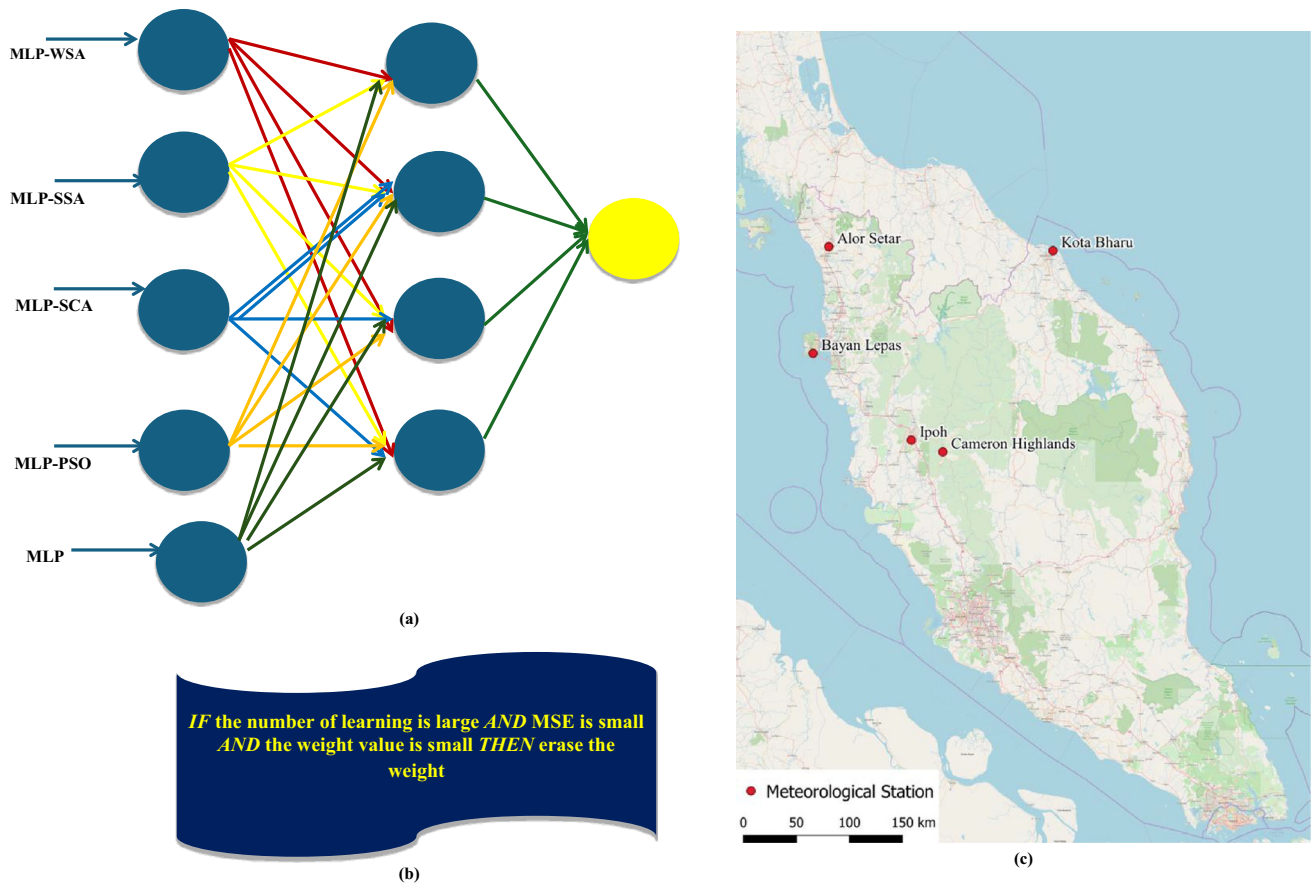 MLP-WSA
MLP-SSA
MLP-SCA
MLP-PSO
MLP
(a)
IF the number of learning is large AND MSE is small
AND the weight value is small THEN erase the
weight
(b)
Alor Setar
Kota Bharu
Bayan Lepas
Ipoh
Cameron Highlands
Meteorological Station
0 50 100 150 km
(c)